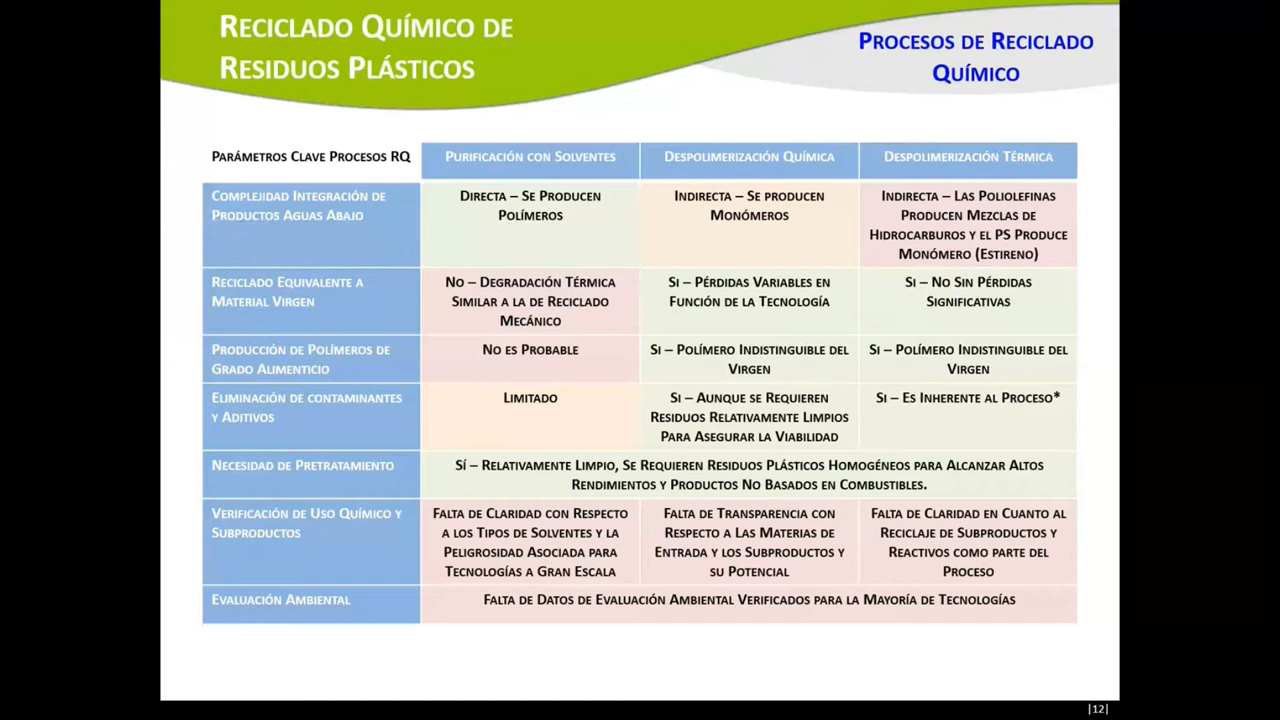 Reciclado Químico de
Residuos Plásticos
Procesos de Reciclado
Químico
Parámetros Clave Procesos RQ
Purificación con Solventes
Despolimerización Química
Despolimerización Térmica
Complejidad Integración de
Productos Aguas Abajo
Directa – Se Producen
Polímeros
Indirecta – Se producen
Monómeros
Indirecta – Las Poliolefinas
Producen Mezclas de
Hidrocarburos y el PS Produce
Monómero (Estireno)
Reciclado Equivalente a
Material Virgen
No – Degradación Térmica
Similar a la de Reciclado
Mecánico
Si – Pérdidas Variables en
Función de la Tecnología
Si – No Sin Pérdidas
Significativas
Producción de Polímeros de
Grado Alimenticio
No es Probable
Si – Polímero Indistinguible del
Virgen
Si – Polímero Indistinguible del
Virgen
Eliminación de contaminantes
y Aditivos
Limitado
Si – Aunque se Requieren
Residuos Relativamente Limpios
Para Asegurar la Viabilidad
Si – Es Inherente al Proceso*
Necesidad de Pretratamiento
Sí – Relativamente Limpio, Se Requieren Residuos Plásticos Homogéneos para Alcanzar Altos
Rendimientos y Productos No Basados en Combustibles.
Verificación de Uso Químico y
Subproductos
Falta de Claridad con Respecto
a los Tipos de Solventes y la
Peligrosidad Asociada para
Tecnologías a Gran Escala
Falta de Transparencia con
Respecto a Las Materias de
Entrada y los Subproductos y
su Potencial
Falta de Claridad en Cuanto al
Reciclaje de Subproductos y
Reactivos como parte del
Proceso
Evaluación Ambiental
Falta de Datos de Evaluación Ambiental Verificados para la Mayoría de Tecnologías
|12|